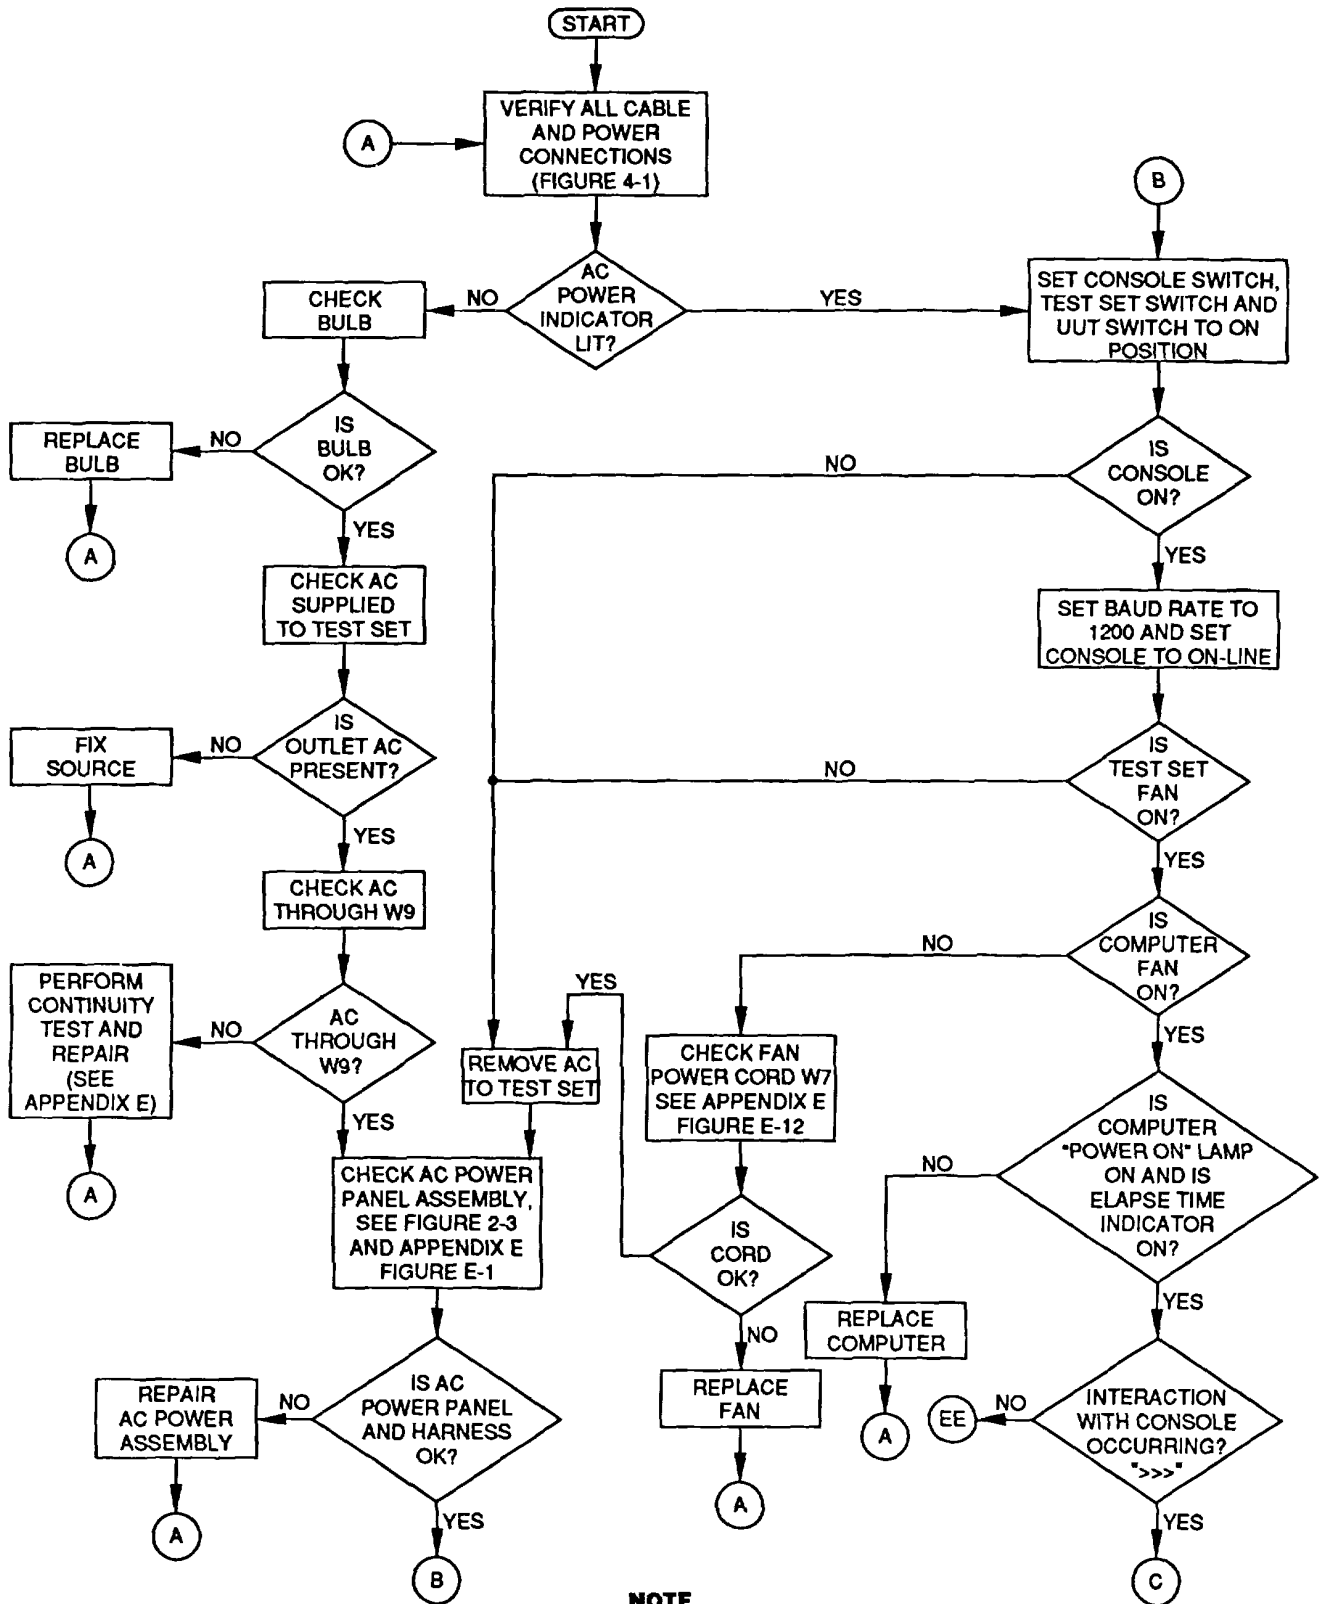 START
VERIFY ALL CABLE
AND POWER
CONNECTIONS
(FIGURE 4-1)
A
B
AC
POWER
INDICATOR
LIT?
NO
YES
CHECK
BULB
SET CONSOLE SWITCH,
TEST SET SWITCH AND
UUT SWITCH TO ON
POSITION
IS
BULB
OK?
NO
REPLACE
BULB
A
YES
IS
CONSOLE
ON?
NO
YES
CHECK AC
SUPPLIED
TO TEST SET
SET BAUD RATE TO
1200 AND SET
CONSOLE TO ON-LINE
IS
OUTLET AC
PRESENT?
NO
FIX
SOURCE
A
YES
IS
TEST SET
FAN
ON?
NO
YES
CHECK AC
THROUGH W9
IS
COMPUTER
FAN
ON?
NO
YES
AC
THROUGH
W9?
NO
PERFORM
CONTINUITY
TEST AND
REPAIR
(SEE
APPENDIX E)
A
YES
REMOVE AC
TO TEST SET
YES
CHECK FAN
POWER CORD W7
SEE APPENDIX E
FIGURE E-12
IS
COMPUTER
"POWER ON" LAMP
ON AND IS
ELAPSE TIME
INDICATOR
ON?
NO
YES
CHECK AC POWER
PANEL ASSEMBLY,
SEE FIGURE 2-3
AND APPENDIX E
FIGURE E-1
IS
CORD
OK?
NO
REPLACE
FAN
A
REPLACE
COMPUTER
A
IS AC
POWER PANEL
AND HARNESS
OK?
NO
REPAIR
AC POWER
ASSEMBLY
A
YES
B
INTERACTION
WITH CONSOLE
OCCURRING?
">>>"
NO
EE
YES
C
NOTE